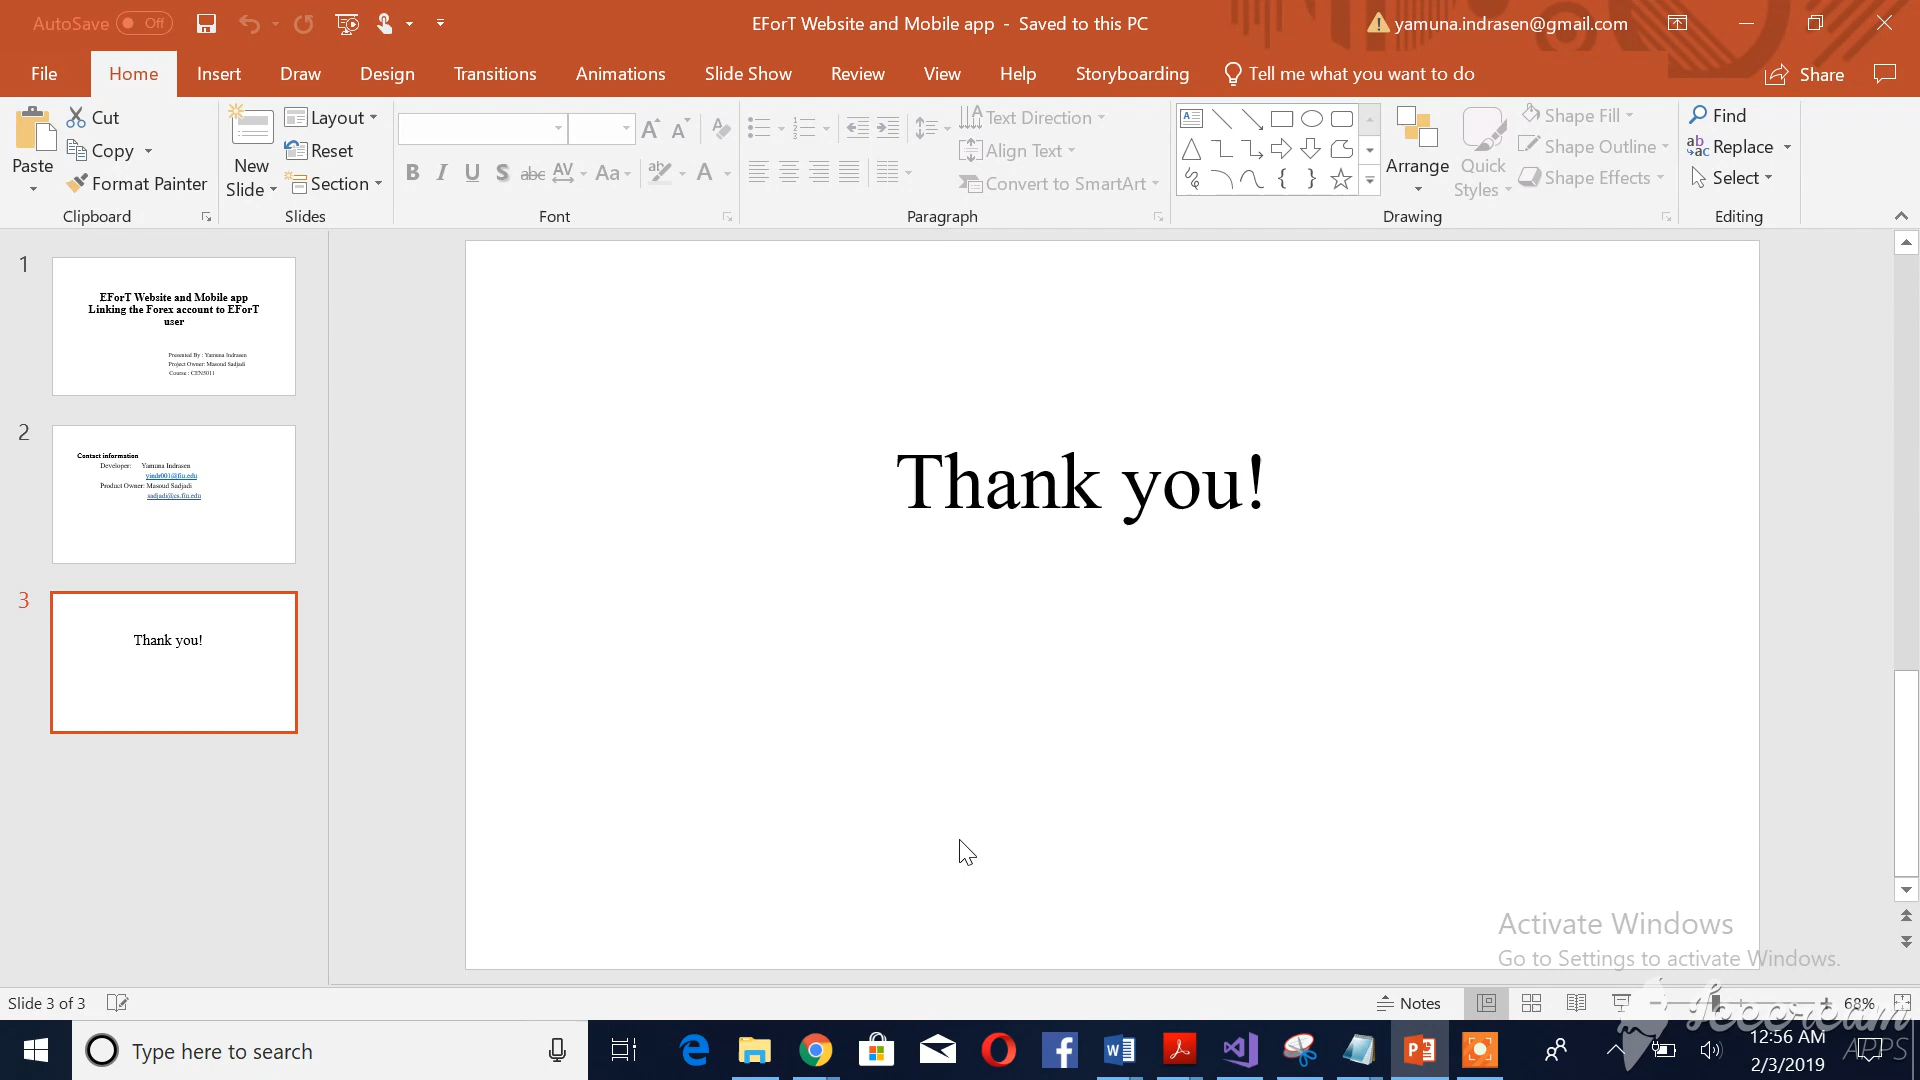 AutoSave Off
EForT Website and Mobile app - Saved to this PC
yamuna.indrasen@gmail.com
File Home Insert Draw Design Transitions Animations Slide Show Review View Help Storyboarding Tell me what you want to do Share
Paste
Cut
Copy
Format Painter
Clipboard
New
Slide
Layout
Reset
Section
Slides
B I U S abc AV Aa A
Font
Text Direction
Align Text
Convert to SmartArt
Paragraph
Arrange
Quick
Styles
Shape Fill
Shape Outline
Shape Effects
Drawing
Find
Replace
Select
Editing
1
EForT Website and Mobile app
Linking the Forex account to EForT
user
Presented By : Yamuna Indrasen
Project Owner: Masoud Sadjadi
Course : CEN5011
2
Contact information
Developer: Yamuna Indrasen
yindr001@fiu.edu
Product Owner: Masoud Sadjadi
sadjadi@cs.fiu.edu
3
Thank you!
Thank you!
Activate Windows
Go to Settings to activate Windows.
Slide 3 of 3
Notes
68%
Icecream
APPS
Type here to search
12:56 AM
2/3/2019